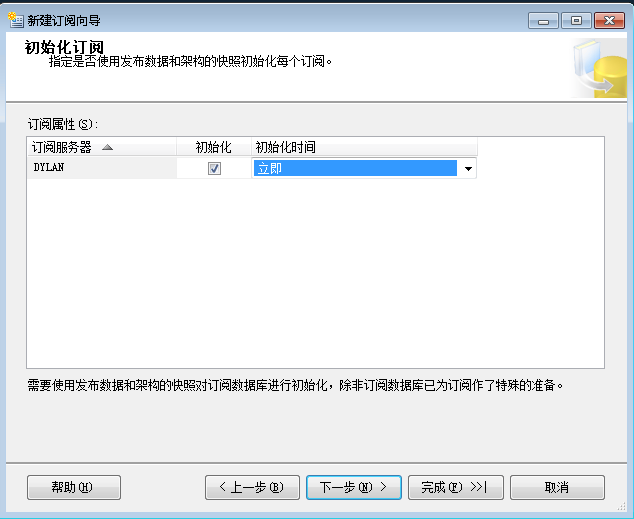 新建订阅向导
初始化订阅
指定是否使用发布数据和架构的快照初始化每个订阅。
订阅属性(S):
订阅服务器 初始化 初始化时间
DYLAN 立即
需要使用发布数据和架构的快照对订阅数据库进行初始化，除非订阅数据库已为订阅作了特殊的准备。
帮助(H) < 上一步(B) 下一步(N) > 完成(F) >>| 取消